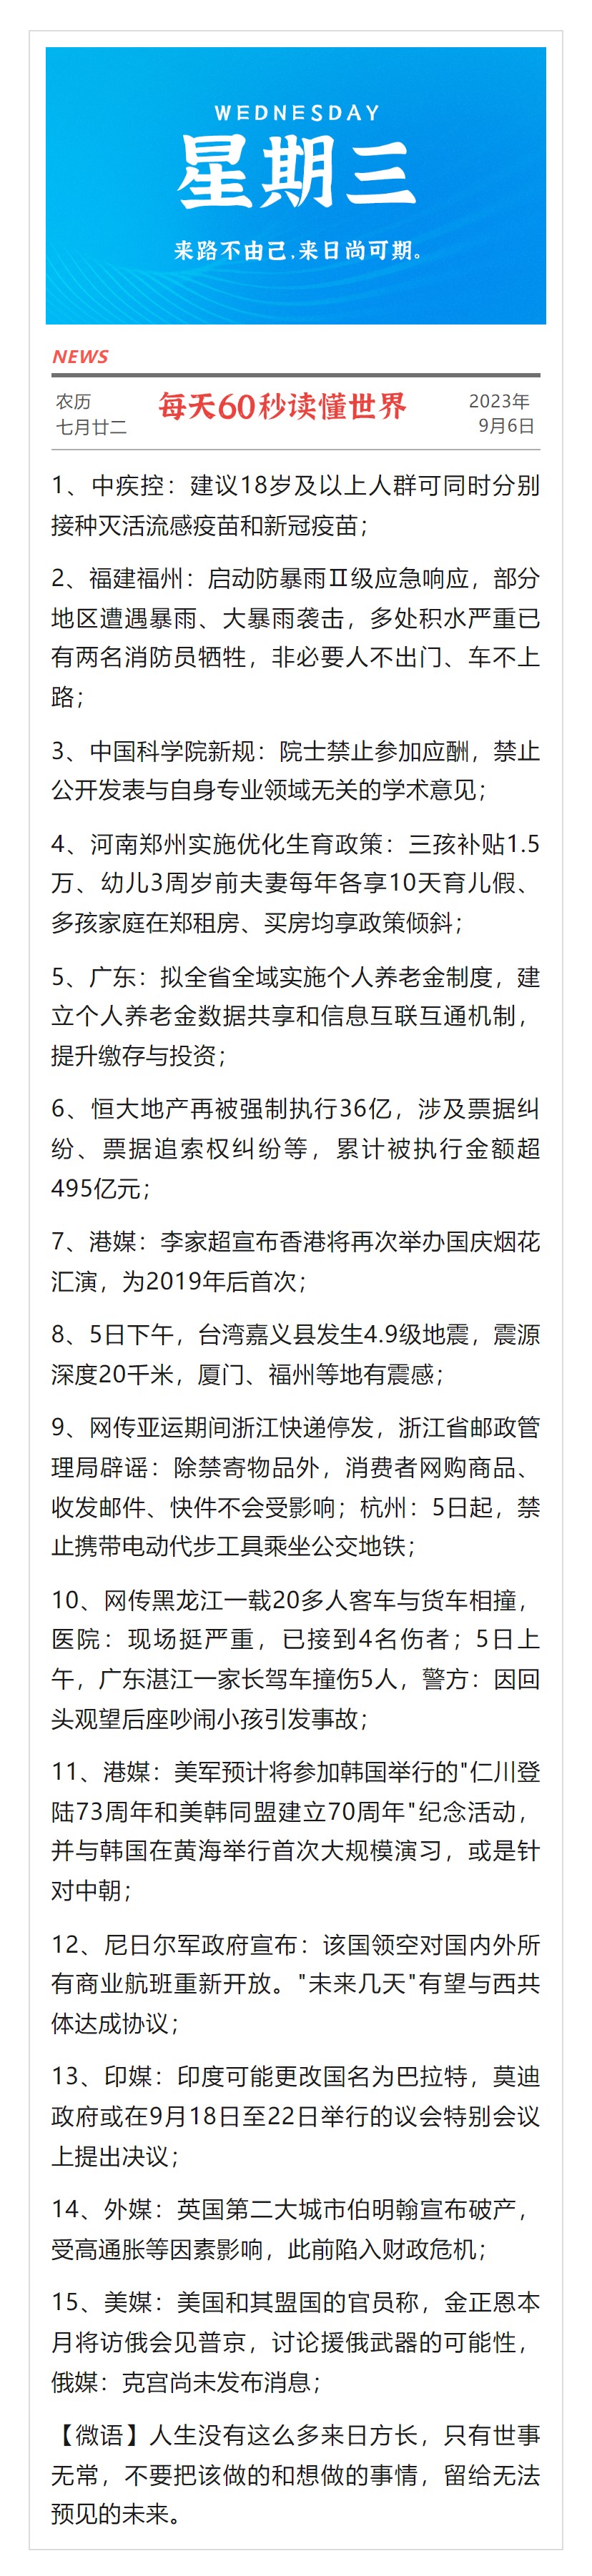 WEDNESDAY
星期三
来路不由己,来日尚可期。
NEWS
农历
七月廿二
每天60秒读懂世界
2023年
9月6日
1、中疾控：建议18岁及以上人群可同时分别
接种灭活流感疫苗和新冠疫苗；
2、福建福州：启动防暴雨Ⅱ级应急响应，部分
地区遭遇暴雨、大暴雨袭击，多处积水严重已
有两名消防员牺牲，非必要人不出门、车不上
路；
3、中国科学院新规：院士禁止参加应酬，禁止
公开发表与自身专业领域无关的学术意见；
4、河南郑州实施优化生育政策：三孩补贴1.5
万、幼儿3周岁前夫妻每年各享10天育儿假、
多孩家庭在郑租房、买房均享政策倾斜；
5、广东：拟全省全域实施个人养老金制度，建
立个人养老金数据共享和信息互联互通机制，
提升缴存与投资；
6、恒大地产再被强制执行36亿，涉及票据纠
纷、票据追索权纠纷等，累计被执行金额超
495亿元；
7、港媒：李家超宣布香港将再次举办国庆烟花
汇演，为2019年后首次；
8、5日下午，台湾嘉义县发生4.9级地震，震源
深度20千米，厦门、福州等地有震感；
9、网传亚运期间浙江快递停发，浙江省邮政管
理局辟谣：除禁寄物品外，消费者网购商品、
收发邮件、快件不会受影响；杭州：5日起，禁
止携带电动代步工具乘坐公交地铁；
10、网传黑龙江一载20多人客车与货车相撞，
医院：现场挺严重，已接到4名伤者；5日上
午，广东湛江一家长驾车撞伤5人，警方：因回
头观望后座吵闹小孩引发事故；
11、港媒：美军预计将参加韩国举行的"仁川登
陆73周年和美韩同盟建立70周年"纪念活动，
并与韩国在黄海举行首次大规模演习，或是针
对中朝；
12、尼日尔军政府宣布：该国领空对国内外所
有商业航班重新开放。"未来几天"有望与西共
体达成协议；
13、印媒：印度可能更改国名为巴拉特，莫迪
政府或在9月18日至22日举行的议会特别会议
上提出决议；
14、外媒：英国第二大城市伯明翰宣布破产，
受高通胀等因素影响，此前陷入财政危机；
15、美媒：美国和其盟国的官员称，金正恩本
月将访俄会见普京，讨论援俄武器的可能性，
俄媒：克宫尚未发布消息；
【微语】人生没有这么多来日方长，只有世事
无常，不要把该做的和想做的事情，留给无法
预见的未来。